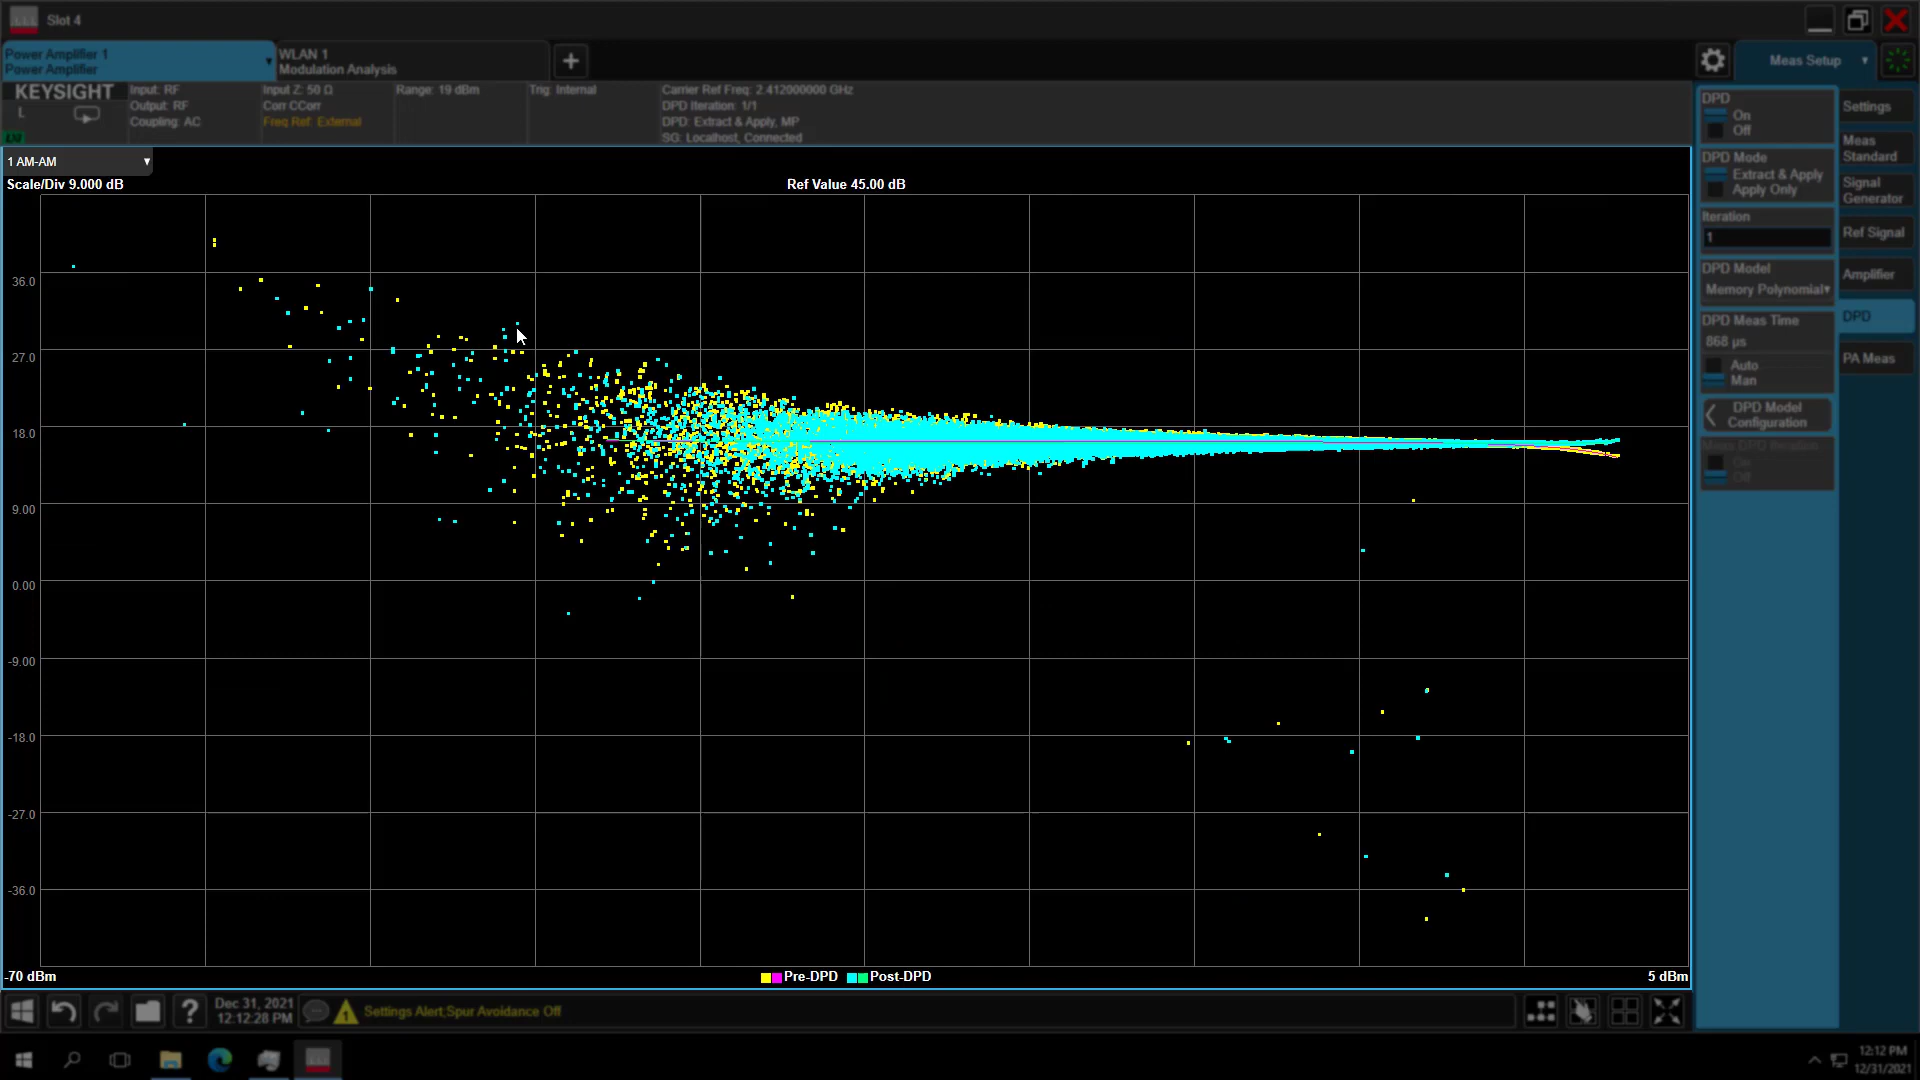 Slot 4
Power Amplifier 1
Power Amplifier
WLAN 1
Modulation Analysis
Meas Setup
KEYSIGHT
L
Input: RF
Output: RF
Coupling: AC
Input Z: 50 Ω
Corr CCorr
Freq Ref: External
Range: 19 dBm
Trig: Internal
Carrier Ref Freq: 2.412000000 GHz
DPD Iteration: 1/1
DPD: Extract & Apply, MP
SG: Localhost, Connected
LXI
1 AM-AM
Scale/Div 9.000 dB
Ref Value 45.00 dB
36.0
27.0
18.0
9.00
0.00
-9.00
-18.0
-27.0
-36.0
-70 dBm
Pre-DPD
Post-DPD
5 dBm
DPD
On
Off
DPD Mode
Extract & Apply
Apply Only
Iteration
1
DPD Model
Memory Polynomial
DPD Meas Time
868 µs
Auto
Man
DPD Model
Configuration
Meas DPD Iteration
On
Off
Settings
Meas
Standard
Signal
Generator
Ref Signal
Amplifier
DPD
PA Meas
?
Dec 31, 2021
12:12:28 PM
1
Settings Alert;Spur Avoidance Off
12:12 PM
12/31/2021